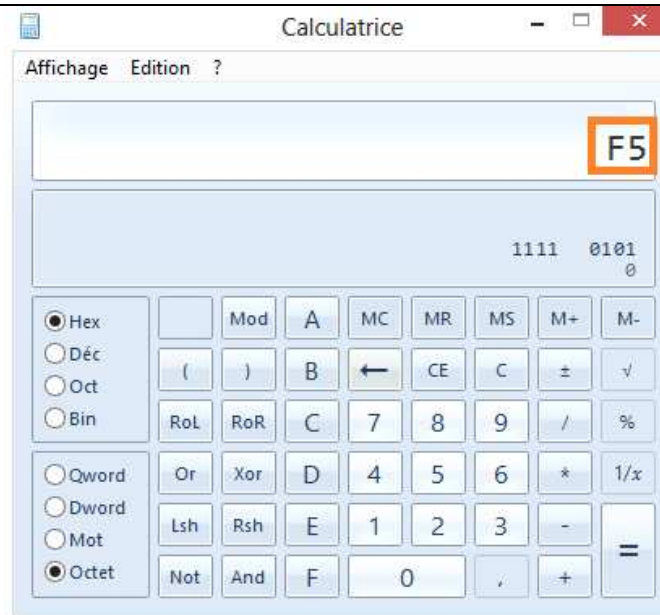 Calculatrice
Affichage Edition ?
F5
1111 0101
0
Hex Mod A MC MR MS M+ M-
Déc
( ) B ← CE C ± √
Oct
Bin RoL RoR C 7 8 9 / %
Qword Or Xor D 4 5 6 * 1/x
Dword
Lsh Rsh E 1 2 3 - =
Mot
Octet Not And F 0 , +